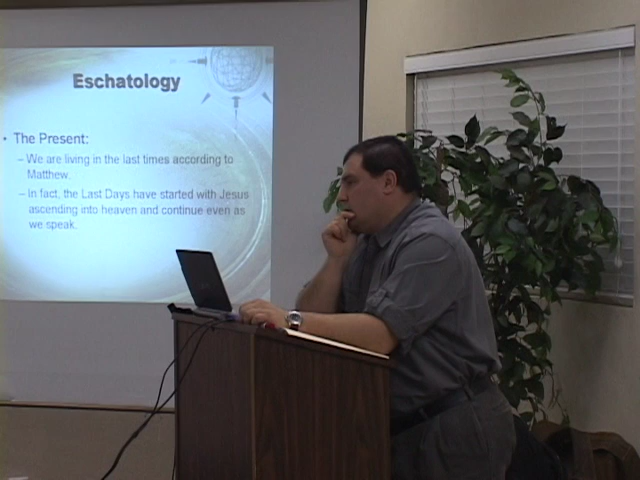 Eschatology
• The Present:
– We are living in the last times according to
Matthew.
– In fact, the Last Days have started with Jesus
ascending into heaven and continue even as
we speak.